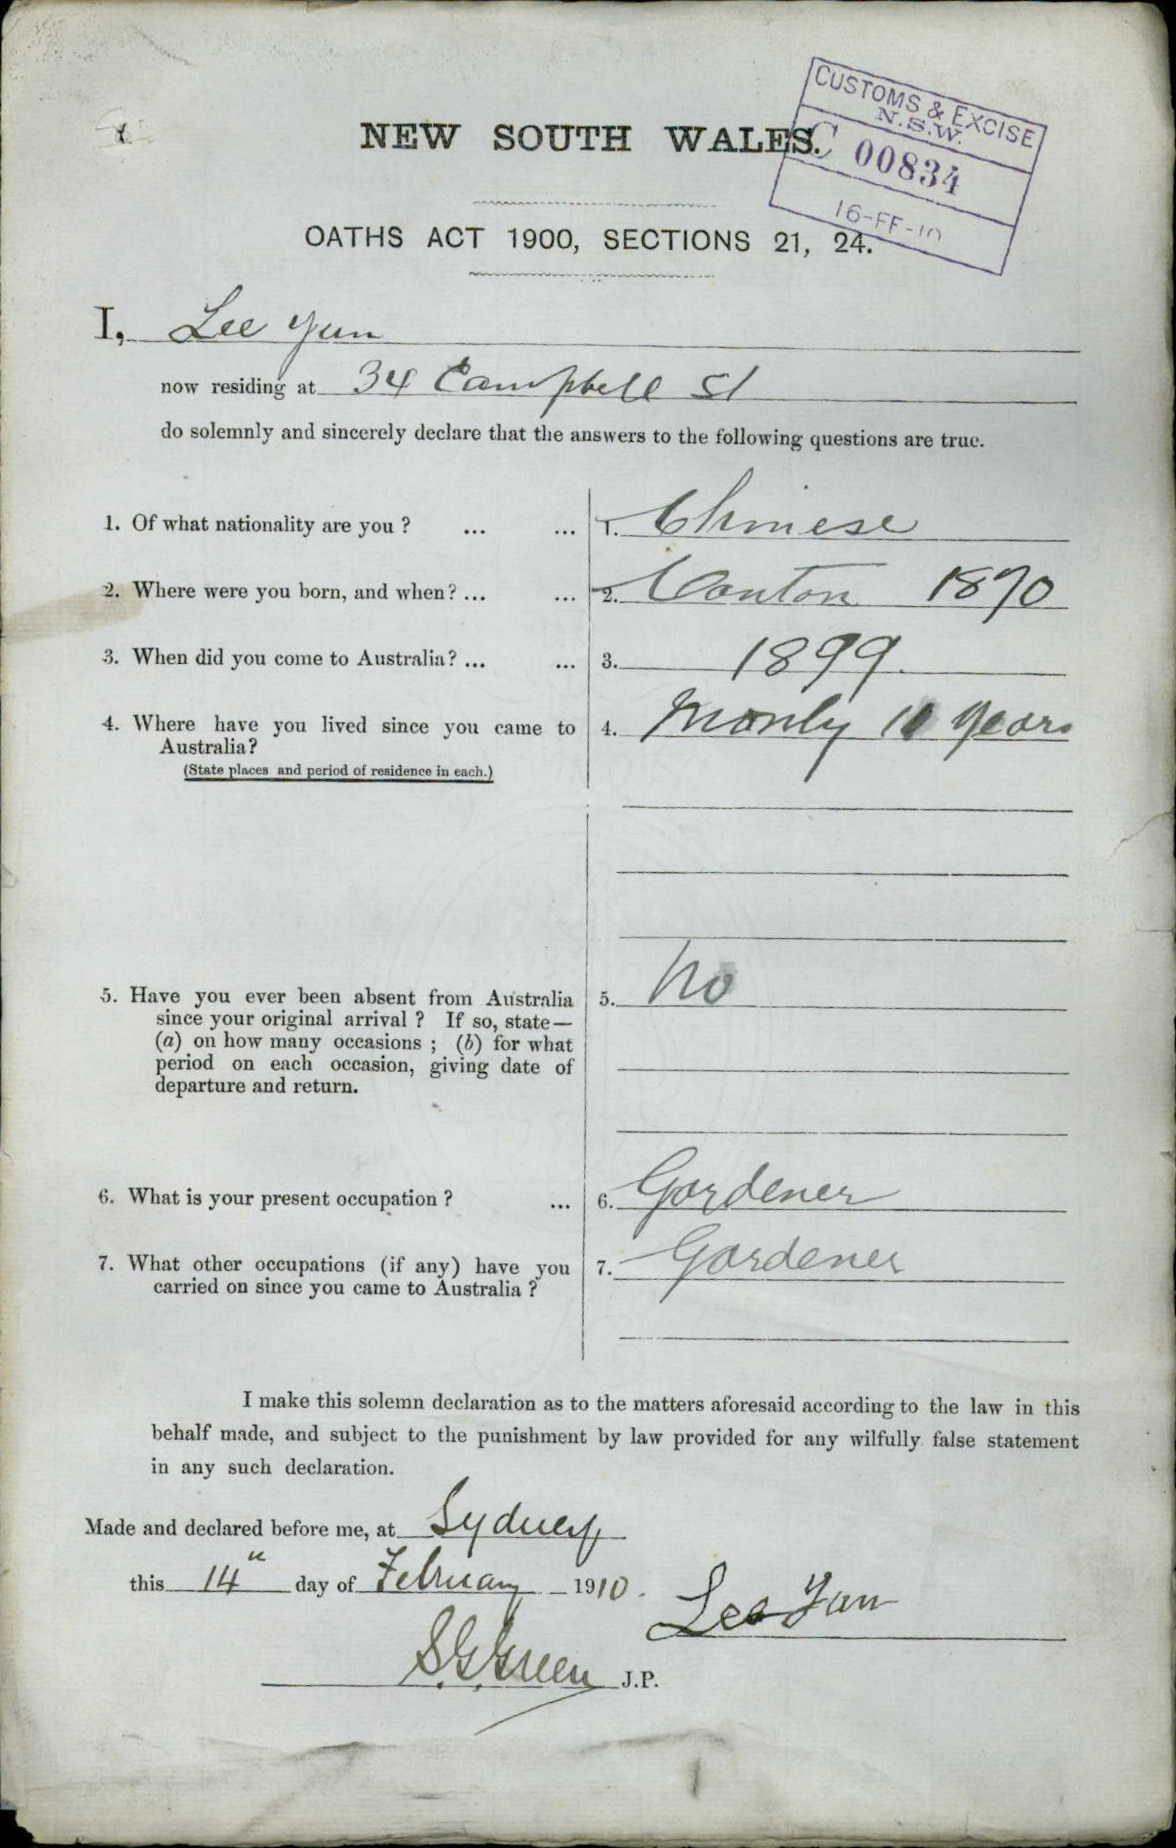 CUSTOMS & EXCISE
N.S.W.
C 00834
16-FE-10
NEW SOUTH WALES.
OATHS ACT 1900, SECTIONS 21, 24.
I, Lee Yun
now residing at 34 Campbell St
do solemnly and sincerely declare that the answers to the following questions are true.
1. Of what nationality are you ? ... ... 1. Chinese
2. Where were you born, and when? ... ... 2. Canton 1870
3. When did you come to Australia? ... ... 3. 1899.
4. Where have you lived since you came to 4. Manly 11 years
Australia?
(State places and period of residence in each.)
5. Have you ever been absent from Australia 5. No
since your original arrival ? If so, state—
(a) on how many occasions ; (b) for what
period on each occasion, giving date of
departure and return.
6. What is your present occupation ? ... 6. Gardener
7. What other occupations (if any) have you 7. Gardener
carried on since you came to Australia ?
I make this solemn declaration as to the matters aforesaid according to the law in this
behalf made, and subject to the punishment by law provided for any wilfully false statement
in any such declaration.
Made and declared before me, at Sydney
this 14" day of February 1910.
Lee Yun
S.G. Green J.P.